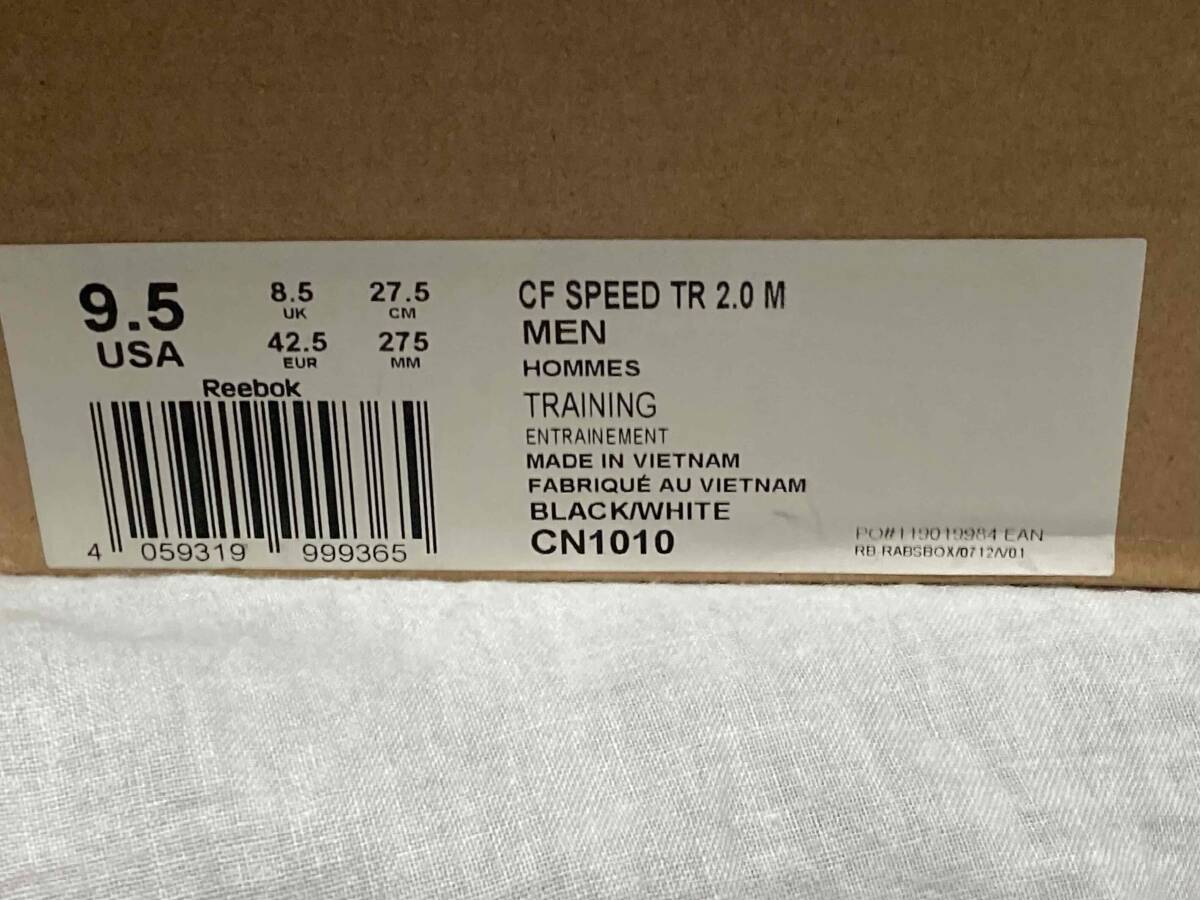 9.5
USA
8.5
UK
27.5
CM
42.5
EUR
275
MM
Reebok
4 059319 999365
CF SPEED TR 2.0 M
MEN
HOMMES
TRAINING
ENTRAINEMENT
MADE IN VIETNAM
FABRIQUÉ AU VIETNAM
BLACK/WHITE
CN1010
PO#119019984 EAN
RB RABSBOX/0712/V01